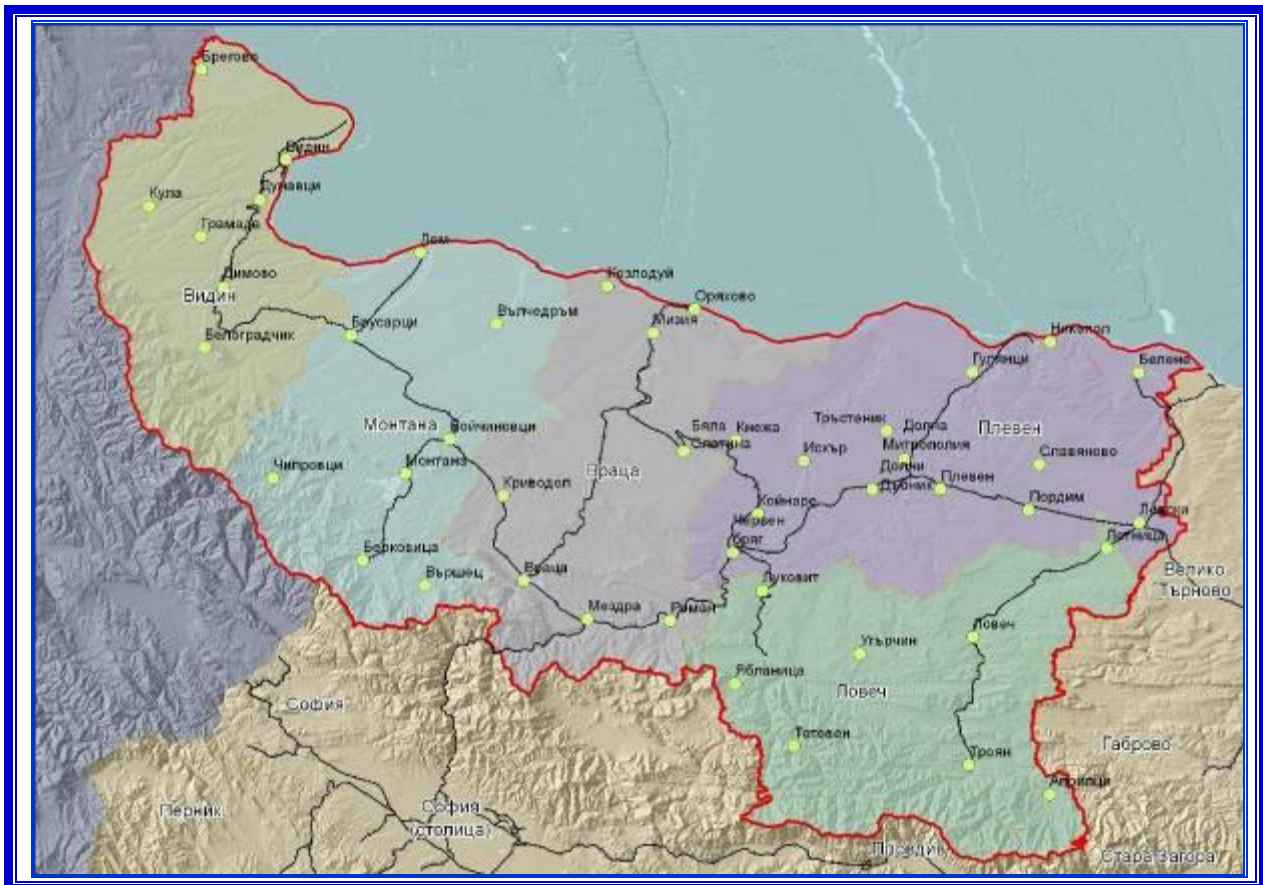 Брегово
Видин
Дунавци
Кула
Грамада
Лом
Димово
Козлодуй
Видин
Оряхово
Вълчедръм
Мизия
Брусарци
Белоградчик
Никопол
Гулянци
Белене
Монтана
Тръстеник
Долна
Митрополия
Плевен
Бяла
Слатина
Кнежа
Бойчиновци
Искър
Славяново
Чипровци
Монтана
Враца
Долни
Дъбник
Плевен
Криводол
Койнаре
Пордим
Левски
Червен
бряг
Летница
Берковица
Вършец
Враца
Луковит
Велико
Търново
Мездра
Роман
Ловеч
Угърчин
Ябланица
Ловеч
София
Тетевен
Габрово
Троян
Априлци
Перник
София
(столица)
Пловдив
Стара Загора